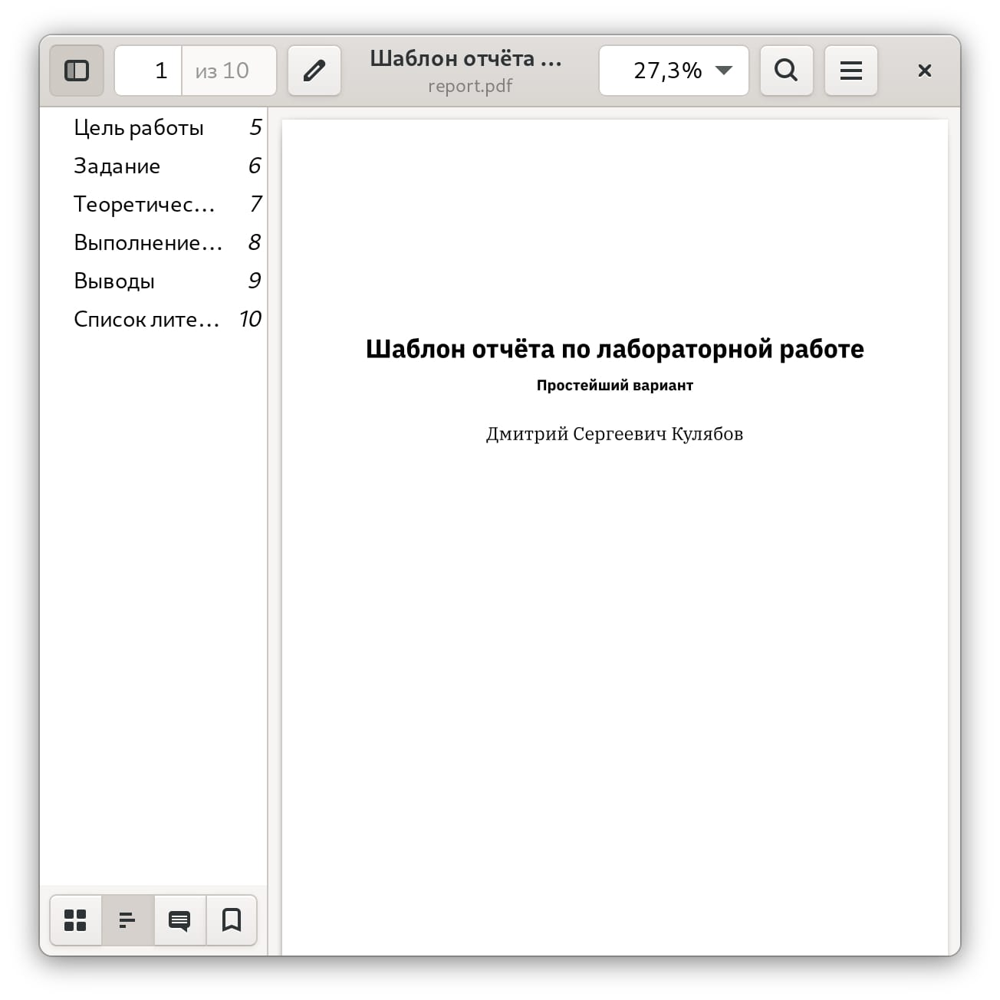 1 из 10
Шаблон отчёта ...
report.pdf
27,3%
Цель работы 5
Задание 6
Теоретичес... 7
Выполнение... 8
Выводы 9
Список лите... 10
Шаблон отчёта по лабораторной работе
Простейший вариант
Дмитрий Сергеевич Кулябов